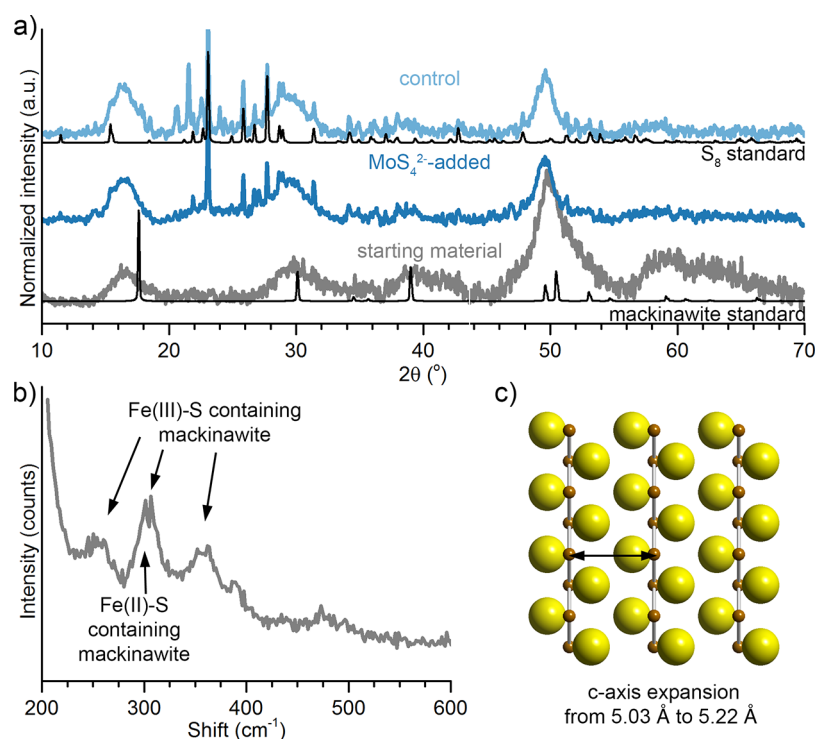 a)
Normalized intensity (a.u.)
control
S8 standard
MoS4^2–-added
starting material
mackinawite standard
10 20 30 40 50 60 70
2θ (°)
b)
Intensity (counts)
Fe(III)-S containing
mackinawite
Fe(II)-S
containing
mackinawite
200 300 400 500 600
Shift (cm-1)
c)
c-axis expansion
from 5.03 Å to 5.22 Å